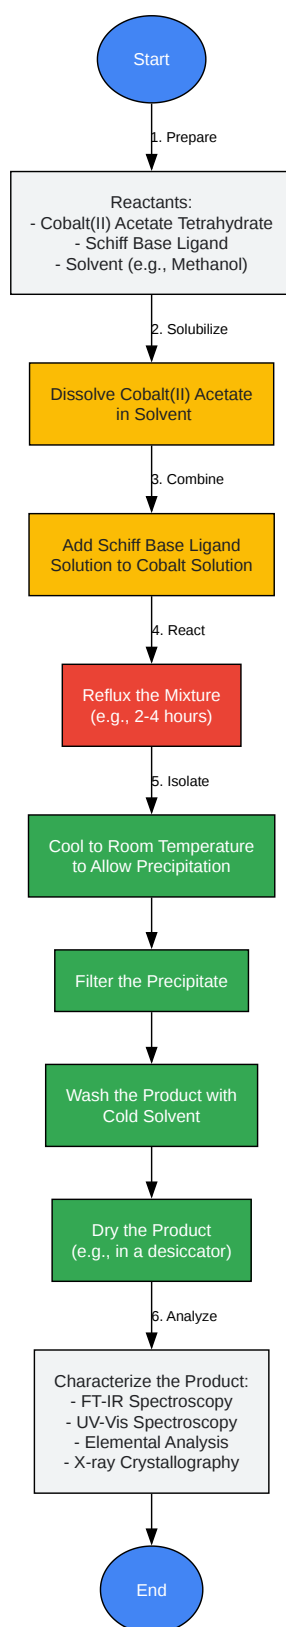 Start
1. Prepare
Reactants:
- Cobalt(II) Acetate Tetrahydrate
- Schiff Base Ligand
- Solvent (e.g., Methanol)
2. Solubilize
Dissolve Cobalt(II) Acetate
in Solvent
3. Combine
Add Schiff Base Ligand
Solution to Cobalt Solution
4. React
Reflux the Mixture
(e.g., 2-4 hours)
5. Isolate
Cool to Room Temperature
to Allow Precipitation
Filter the Precipitate
Wash the Product with
Cold Solvent
Dry the Product
(e.g., in a desiccator)
6. Analyze
Characterize the Product:
- FT-IR Spectroscopy
- UV-Vis Spectroscopy
- Elemental Analysis
- X-ray Crystallography
End